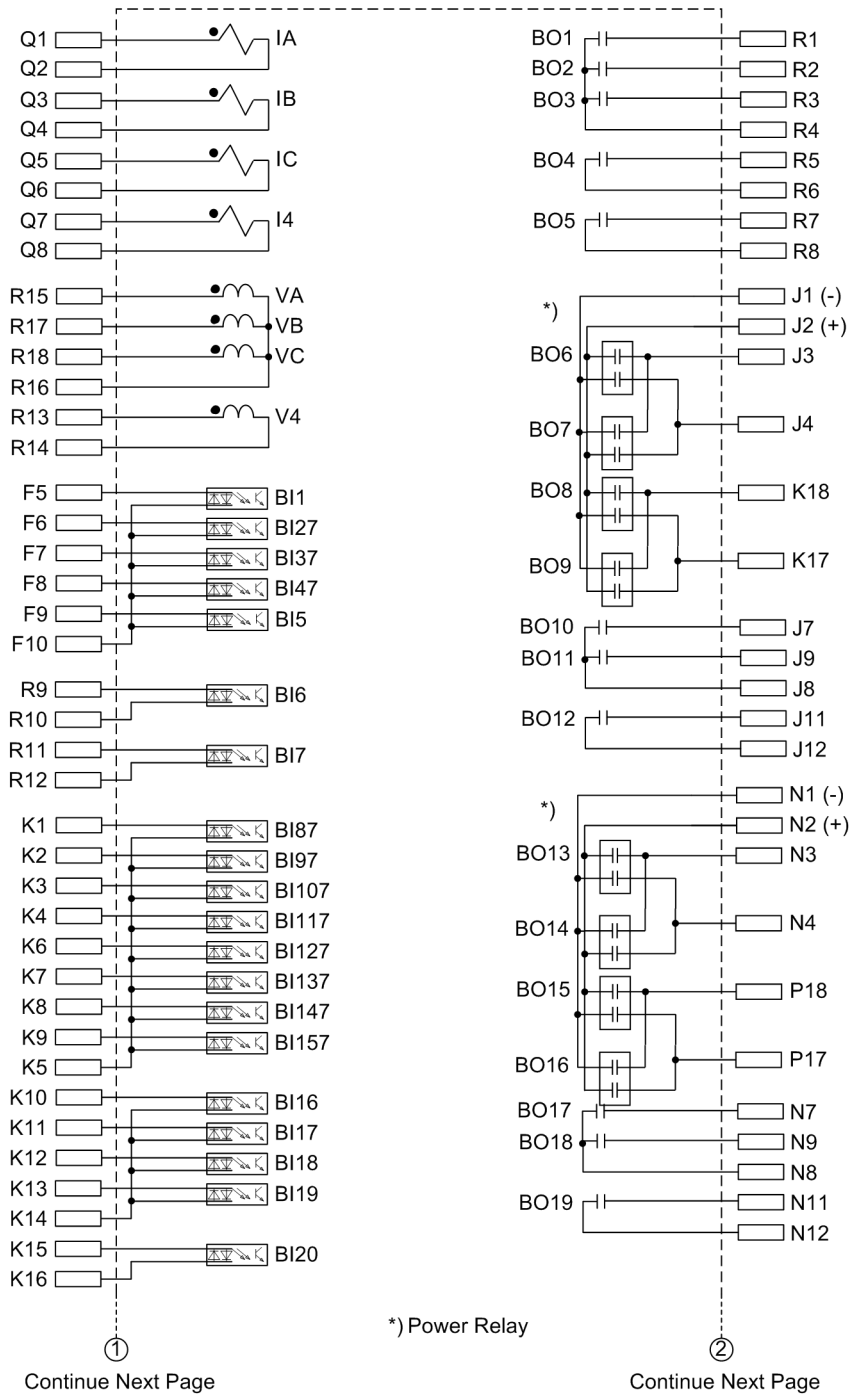 Q1 IA
Q2
Q3 IB
Q4
Q5 IC
Q6
Q7 I4
Q8
R15 VA
R17 VB
R18 VC
R16
R13 V4
R14
F5 BI1
F6 BI27
F7 BI37
F8 BI47
F9 BI5
F10
R9 BI6
R10
R11 BI7
R12
K1 BI87
K2 BI97
K3 BI107
K4 BI117
K6 BI127
K7 BI137
K8 BI147
K9 BI157
K5
K10 BI16
K11 BI17
K12 BI18
K13 BI19
K14
K15 BI20
K16
BO1 R1
BO2 R2
BO3 R3
R4
BO4 R5
R6
BO5 R7
R8
J1 (-)
*)
J2 (+)
BO6 J3
BO7 J4
BO8 K18
BO9 K17
BO10 J7
BO11 J9
J8
BO12 J11
J12
N1 (-)
*)
N2 (+)
BO13 N3
BO14 N4
BO15 P18
BO16 P17
BO17 N7
BO18 N9
N8
BO19 N11
N12
*) Power Relay
1
Continue Next Page
2
Continue Next Page